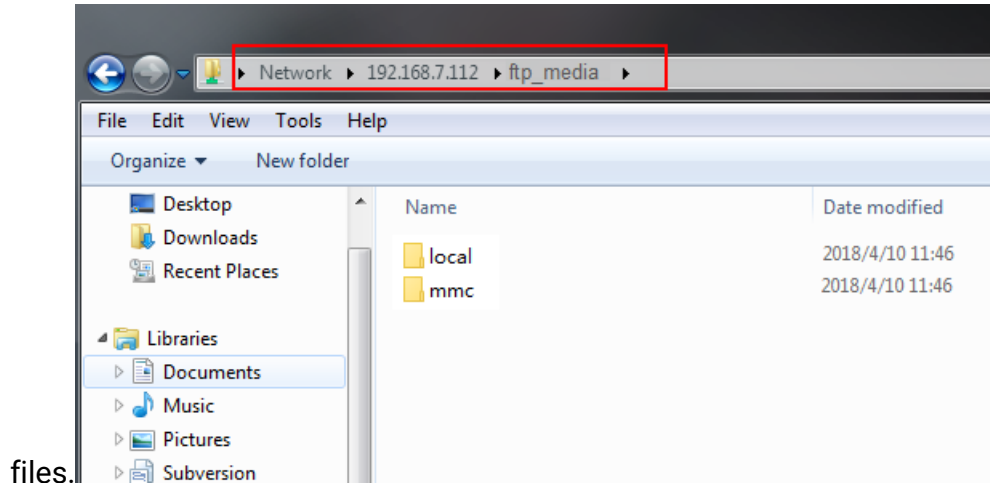 Network 192.168.7.112 ftp_media
File Edit View Tools Help
Organize New folder
Desktop
Downloads
Recent Places
Libraries
Documents
Music
Pictures
Subversion
Name Date modified
local 2018/4/10 11:46
mmc 2018/4/10 11:46
files.